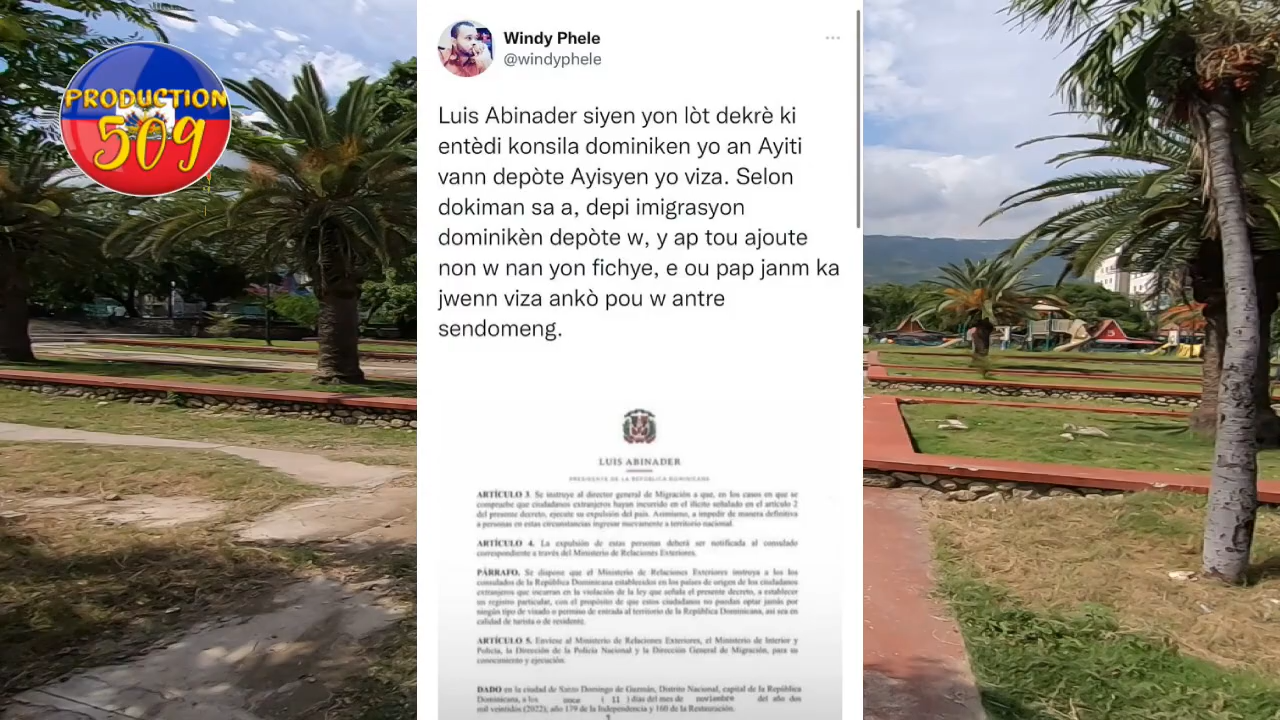 PRODUCTION
509
Windy Phele
@windyphele
Luis Abinader siyen yon lòt dekrè ki
entèdi konsila dominiken yo an Ayiti
vann depòte Ayisyen yo viza. Selon
dokiman sa a, depi imigrasyon
dominikèn depòte w, y ap tou ajoute
non w nan yon fichye, e ou pap janm ka
jwenn viza ankò pou w antre
sendomeng.
LUIS ABINADER
PRESIDENTE DE LA REPÚBLICA DOMINICANA
ARTÍCULO 3. Se instruye al director general de Migración a que, en los casos en que se
compruebe que ciudadanos extranjeros hayan incurrido en el ilícito señalado en el artículo 2
del presente decreto, ejecute su expulsión del país. Asimismo, a impedir de manera definitiva
a personas en estas circunstancias ingresar nuevamente a territorio nacional.
ARTÍCULO 4. La expulsión de estas personas deberá ser notificada al consulado
correspondiente a través del Ministerio de Relaciones Exteriores.
PÁRRAFO. Se dispone que el Ministerio de Relaciones Exteriores instruya a los los
consulados de la República Dominicana establecidos en los países de origen de los ciudadanos
extranjeros que incurran en la violación de la ley que señala el presente decreto, a establecer
un registro particular, con el propósito de que estos ciudadanos no puedan optar jamás por
ningún tipo de visado o permiso de entrada al territorio de la República Dominicana, así sea en
calidad de turista o de residente.
ARTÍCULO 5. Envíese al Ministerio de Relaciones Exteriores, el Ministerio de Interior y
Policía, la Dirección de la Policía Nacional y la Dirección General de Migración, para su
conocimiento y ejecución.
DADO en la ciudad de Santo Domingo de Guzmán, Distrito Nacional, capital de la República
Dominicana, a los once ( 11 ) días del mes de noviembre del año dos
mil veintidós (2022); año 179 de la Independencia y 160 de la Restauración.